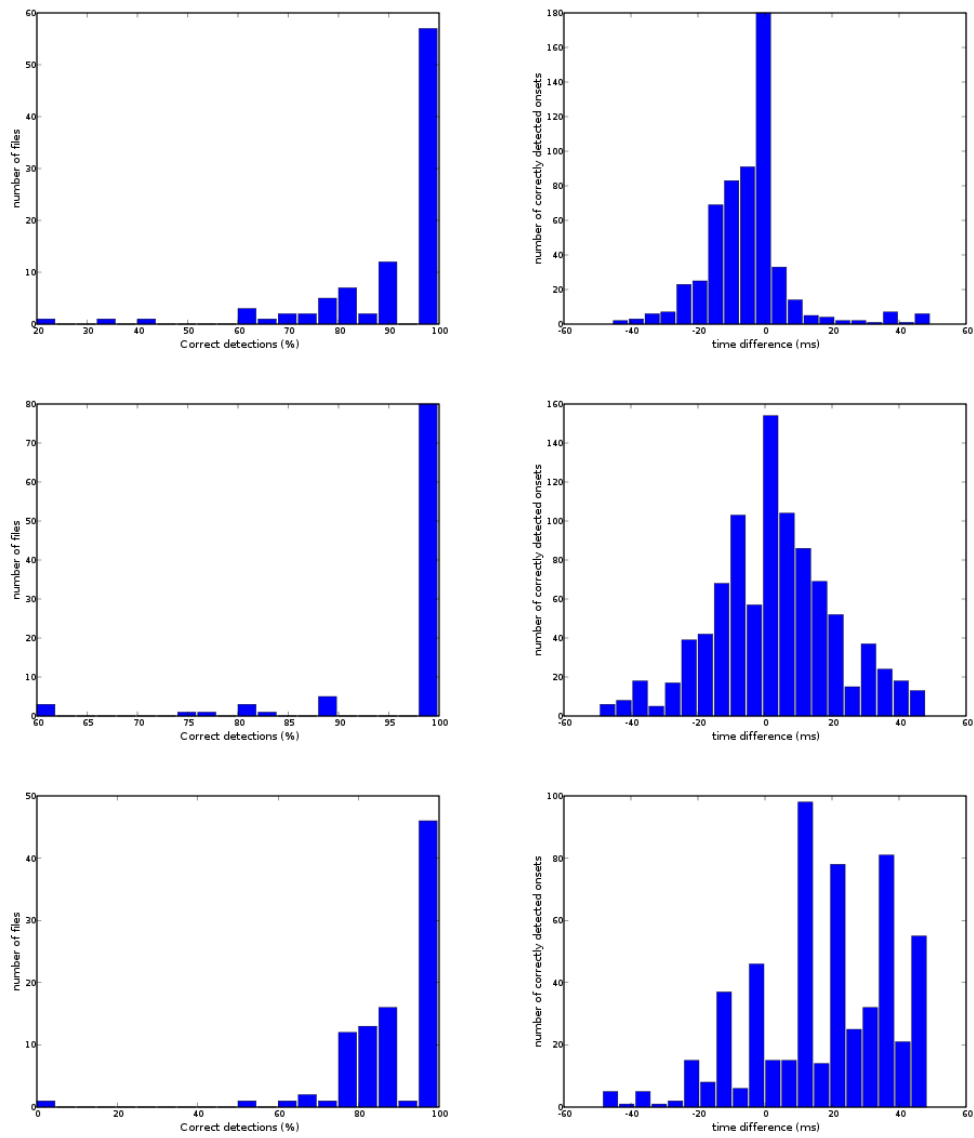 60
50
40
30
20
10
0
number of files
20 30 40 50 60 70 80 90 100
Correct detections (%)
180
160
140
120
100
80
60
40
20
0
number of correctly detected onsets
-60 -40 -20 0 20 40 60
time difference (ms)
80
70
60
50
40
30
20
10
0
number of files
60 65 70 75 80 85 90 95 100
Correct detections (%)
160
140
120
100
80
60
40
20
0
number of correctly detected onsets
-60 -40 -20 0 20 40 60
time difference (ms)
50
40
30
20
10
0
number of files
0 20 40 60 80 100
Correct detections (%)
100
80
60
40
20
0
number of correctly detected onsets
-60 -40 -20 0 20 40 60
time difference (ms)